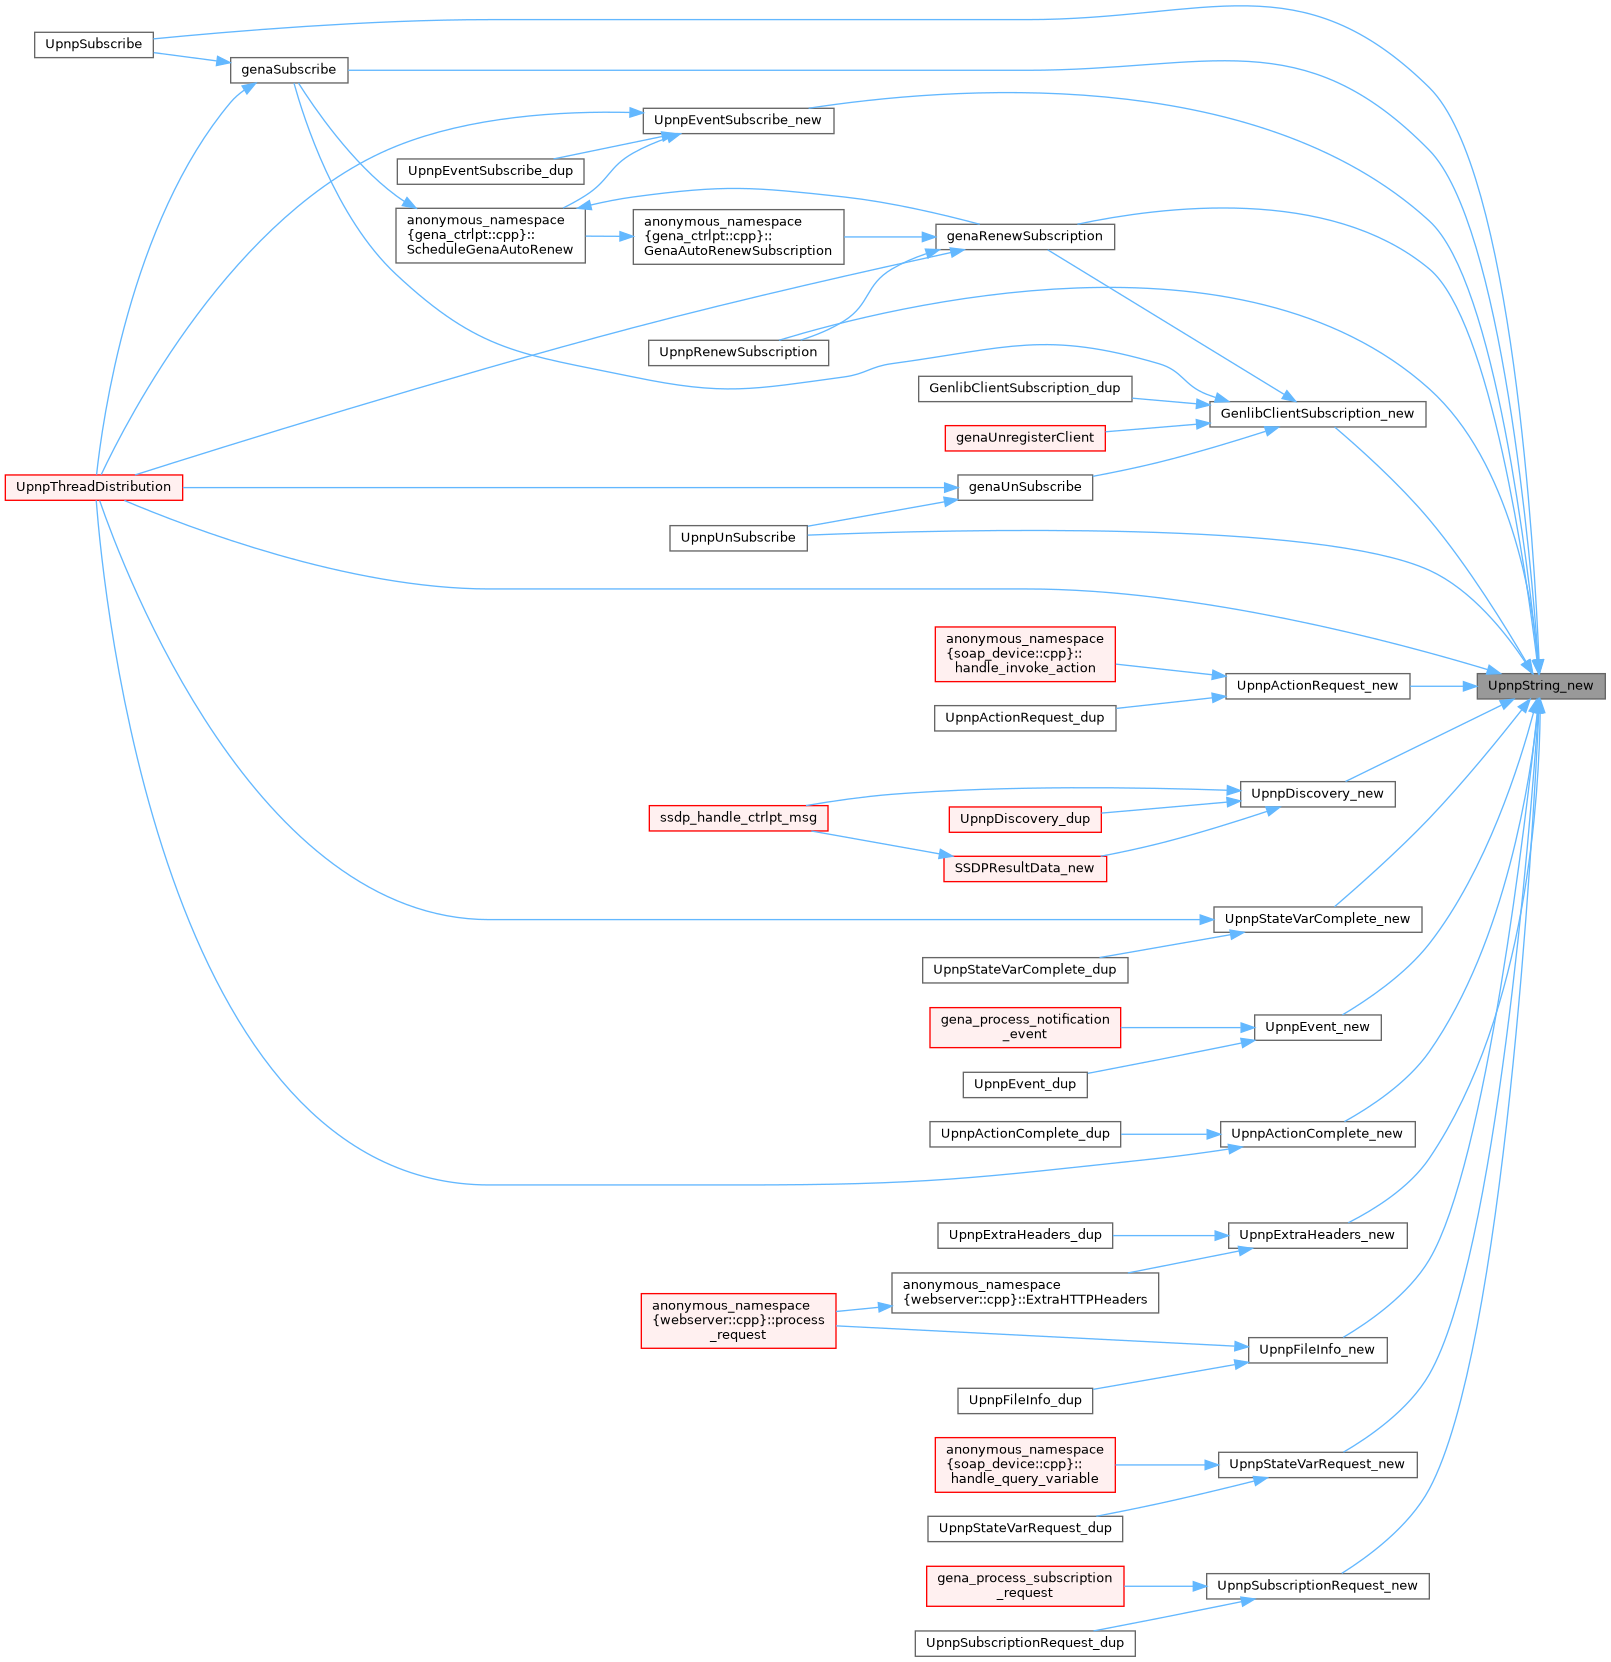 UpnpSubscribe
genaSubscribe
UpnpEventSubscribe_new
UpnpEventSubscribe_dup
anonymous_namespace
{gena_ctrlpt::cpp}::
ScheduleGenaAutoRenew
anonymous_namespace
{gena_ctrlpt::cpp}::
GenaAutoRenewSubscription
genaRenewSubscription
UpnpRenewSubscription
GenlibClientSubscription_dup
GenlibClientSubscription_new
genaUnregisterClient
UpnpThreadDistribution
genaUnSubscribe
UpnpUnSubscribe
anonymous_namespace
{soap_device::cpp}::
handle_invoke_action
UpnpActionRequest_new
UpnpString_new
UpnpActionRequest_dup
UpnpDiscovery_new
ssdp_handle_ctrlpt_msg
UpnpDiscovery_dup
SSDPResultData_new
UpnpStateVarComplete_new
UpnpStateVarComplete_dup
gena_process_notification
_event
UpnpEvent_new
UpnpEvent_dup
UpnpActionComplete_dup
UpnpActionComplete_new
UpnpExtraHeaders_dup
UpnpExtraHeaders_new
anonymous_namespace
{webserver::cpp}::ExtraHTTPHeaders
anonymous_namespace
{webserver::cpp}::process
_request
UpnpFileInfo_new
UpnpFileInfo_dup
anonymous_namespace
{soap_device::cpp}::
handle_query_variable
UpnpStateVarRequest_new
UpnpStateVarRequest_dup
gena_process_subscription
_request
UpnpSubscriptionRequest_new
UpnpSubscriptionRequest_dup